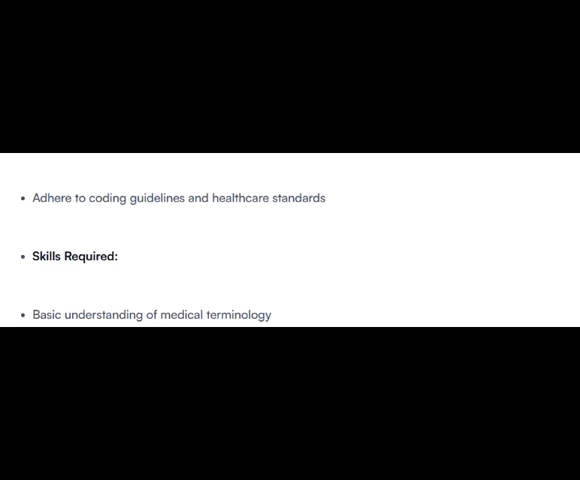 • Adhere to coding guidelines and healthcare standards
• Skills Required:
• Basic understanding of medical terminology